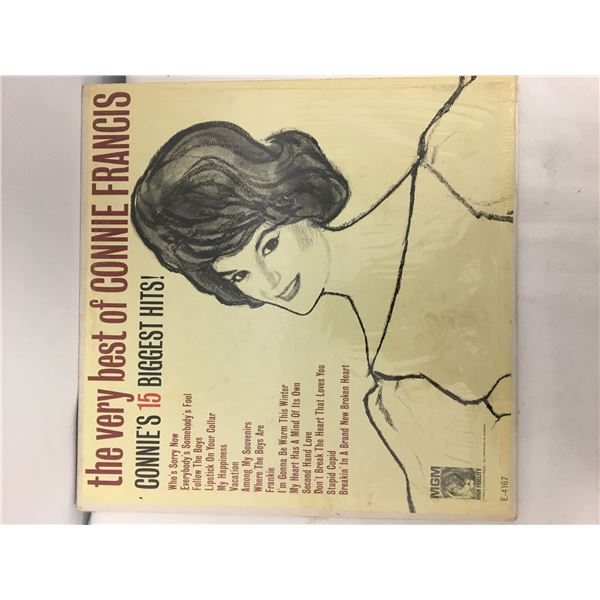 the very best of CONNIE FRANCIS
CONNIE'S 15 BIGGEST HITS!
Who's Sorry Now
Everybody's Somebody's Fool
Follow The Boys
Lipstick On Your Collar
My Happiness
Vacation
Among My Souvenirs
Where The Boys Are
Frankie
I'm Gonna Be Warm This Winter
My Heart Has A Mind Of Its Own
Second Hand Love
Don't Break The Heart That Loves You
Stupid Cupid
Breakin' In A Brand New Broken Heart
MGM
HIGH FIDELITY
E-4167